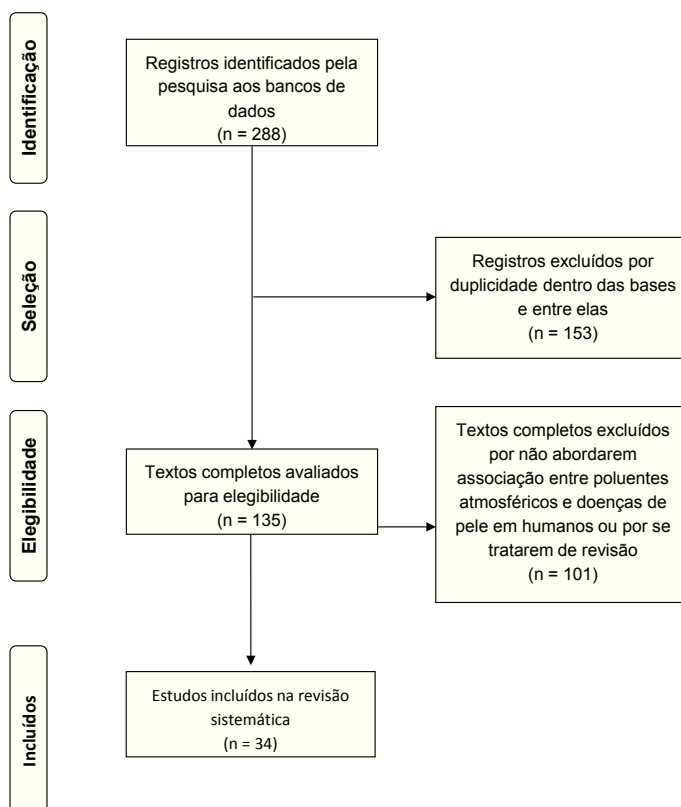 Identificação
Registros identificados pela
pesquisa aos bancos de
dados
(n = 288)
Seleção
Registros excluídos por
duplicidade dentro das bases
e entre elas
(n = 153)
Elegibilidade
Textos completos avaliados
para elegibilidade
(n = 135)
Textos completos excluídos
por não abordarem
associação entre poluentes
atmosféricos e doenças de
pele em humanos ou por se
tratarem de revisão
(n = 101)
Incluídos
Estudos incluídos na revisão
sistemática
(n = 34)